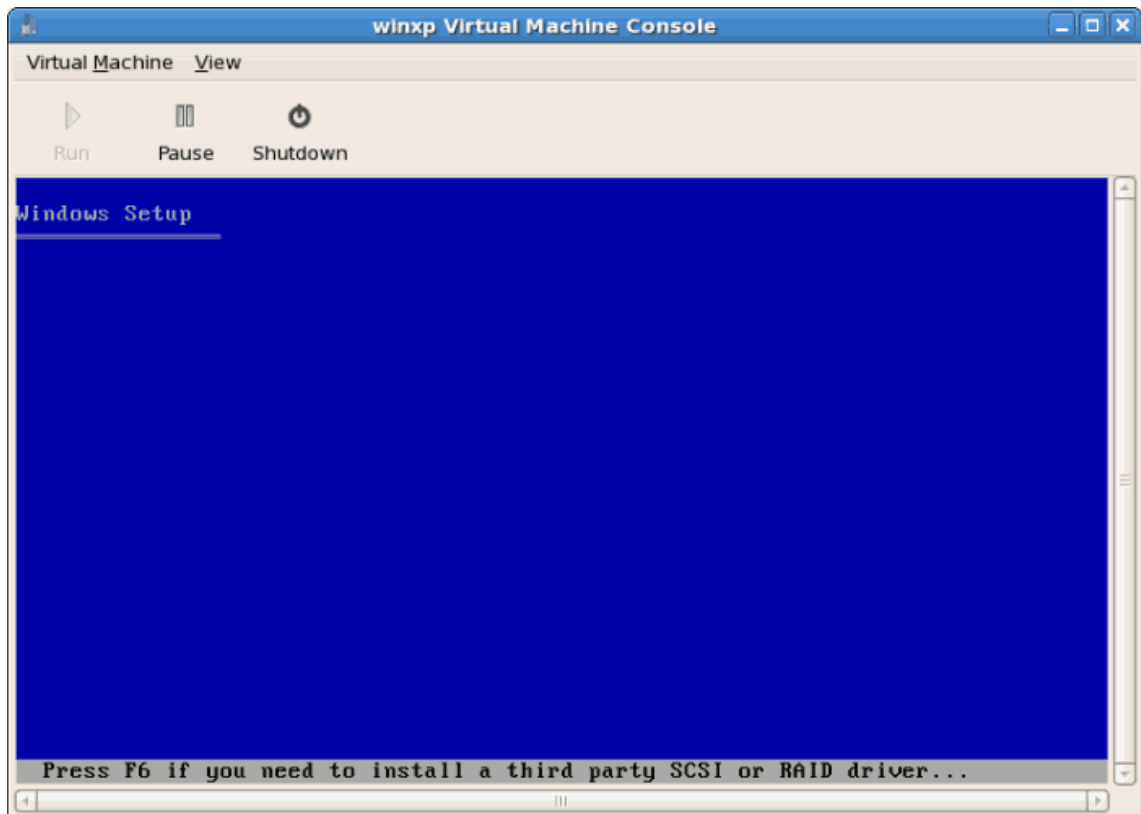 winxp Virtual Machine Console
Virtual Machine View
Run Pause Shutdown
Windows Setup
Press F6 if you need to install a third party SCSI or RAID driver...